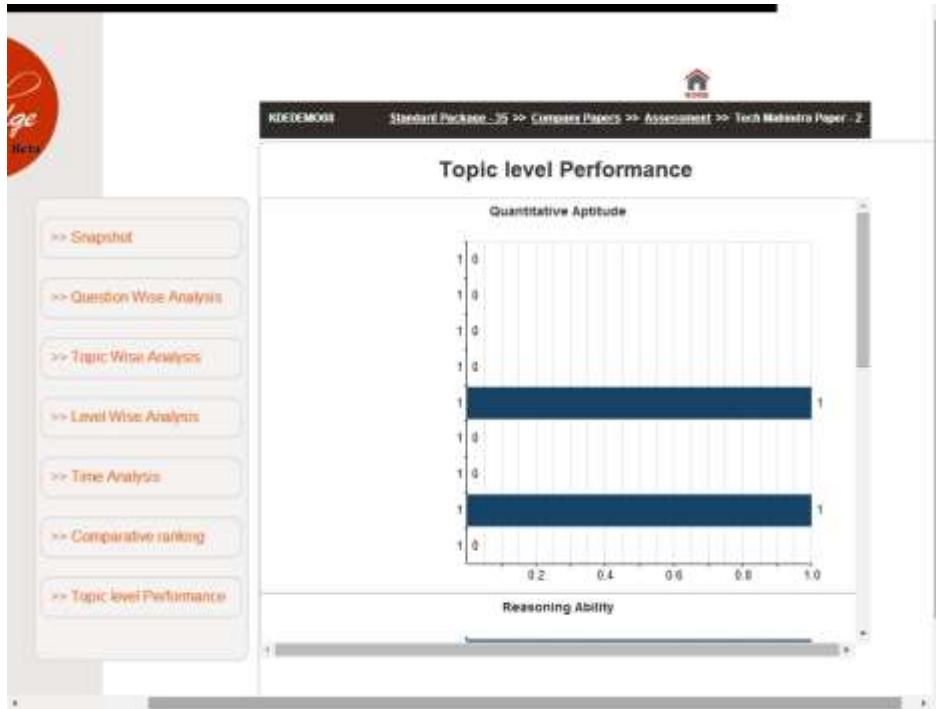 ge
Beta
HOME
KDEDEMO08 Standard Package - 35 >> Company Papers >> Assessment >> Tech Mahindra Paper - 2
Topic level Performance
>> Snapshot
>> Question Wise Analysis
>> Topic Wise Analysis
>> Level Wise Analysis
>> Time Analysis
>> Comparative ranking
>> Topic level Performance
Quantitative Aptitude
1 0
1 0
1 0
1 0
1 1
1 0
1 0
1 1
1 0
0.2 0.4 0.6 0.8 1.0
Reasoning Ability